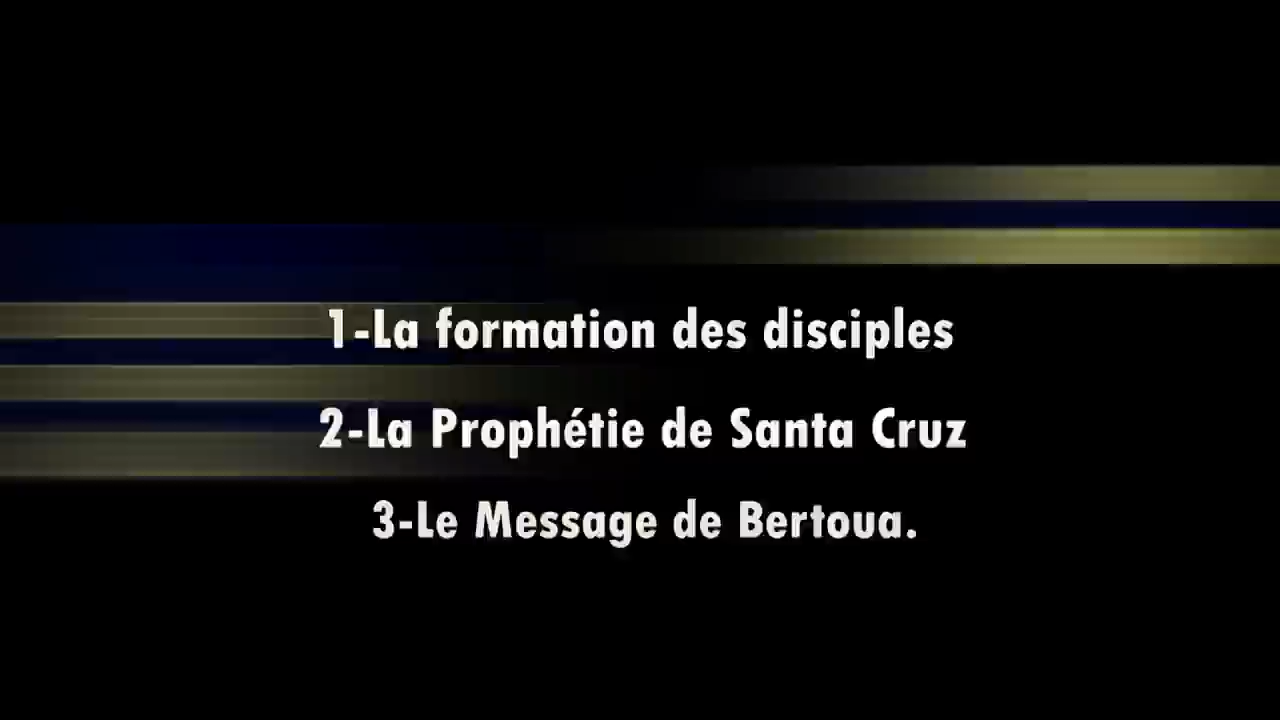 1-La formation des disciples
2-La Prophétie de Santa Cruz
3-Le Message de Bertoua.